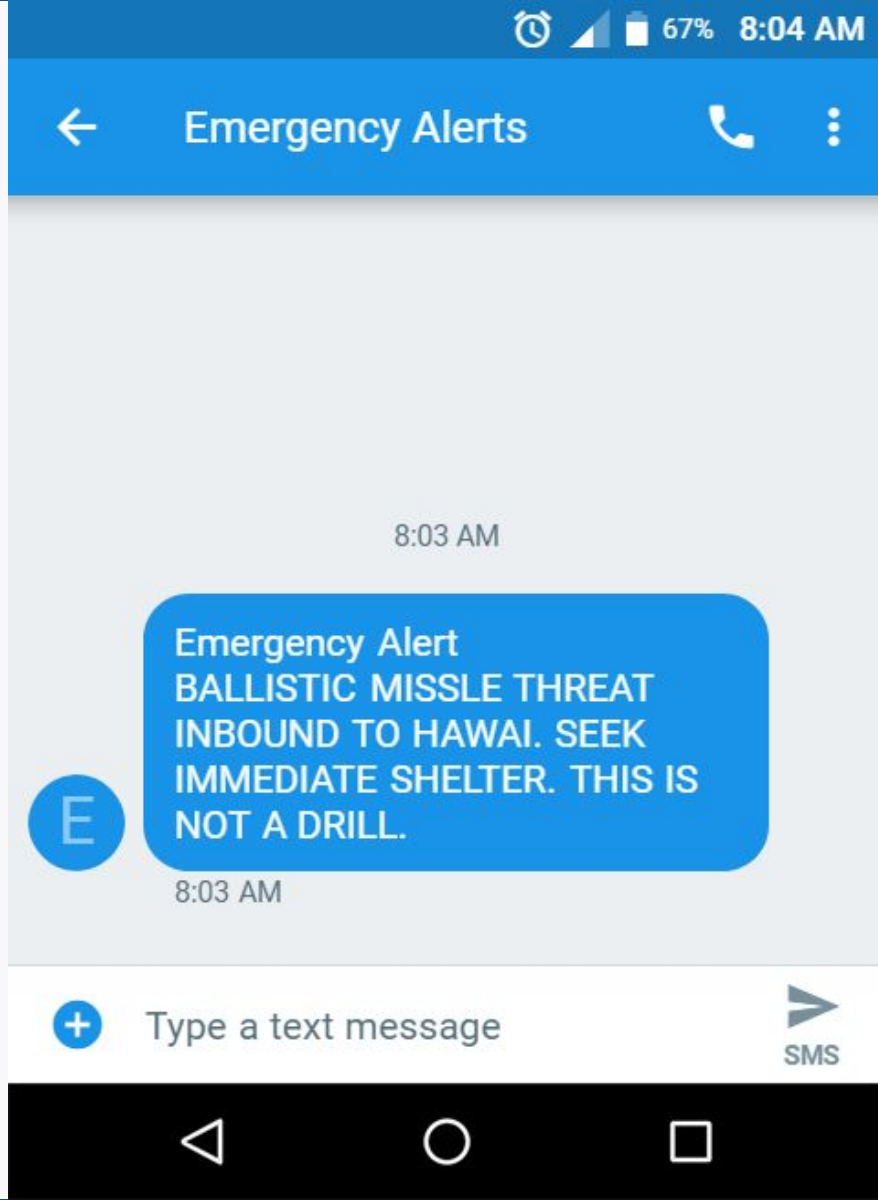 67% 8:04 AM
Emergency Alerts
8:03 AM
Emergency Alert
BALLISTIC MISSLE THREAT
INBOUND TO HAWAI. SEEK
IMMEDIATE SHELTER. THIS IS
NOT A DRILL.
E
8:03 AM
Type a text message
SMS